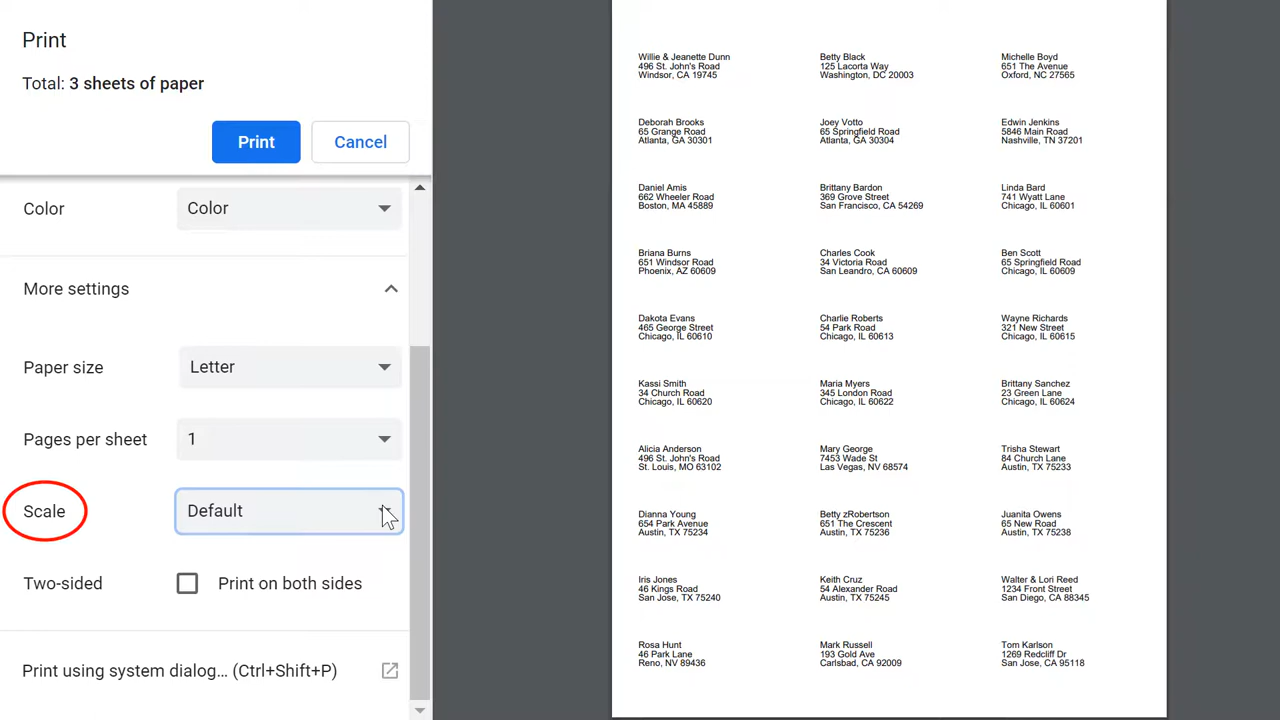 Print
Total: 3 sheets of paper
Print
Cancel
Color
Color
More settings
Paper size
Letter
Pages per sheet
1
Scale
Default
Two-sided
Print on both sides
Print using system dialog... (Ctrl+Shift+P)
Willie & Jeanette Dunn
496 St. John's Road
Windsor, CA 19745
Betty Black
125 Lacorta Way
Washington, DC 20003
Michelle Boyd
651 The Avenue
Oxford, NC 27565
Deborah Brooks
65 Grange Road
Atlanta, GA 30301
Joey Votto
65 Springfield Road
Atlanta, GA 30304
Edwin Jenkins
5846 Main Road
Nashville, TN 37201
Daniel Amis
662 Wheeler Road
Boston, MA 45889
Brittany Bardon
369 Grove Street
San Francisco, CA 54269
Linda Bard
741 Wyatt Lane
Chicago, IL 60601
Briana Burns
651 Windsor Road
Phoenix, AZ 60609
Charles Cook
34 Victoria Road
San Leandro, CA 60609
Ben Scott
65 Springfield Road
Chicago, IL 60609
Dakota Evans
465 George Street
Chicago, IL 60610
Charlie Roberts
54 Park Road
Chicago, IL 60613
Wayne Richards
321 New Street
Chicago, IL 60615
Kassi Smith
34 Church Road
Chicago, IL 60620
Maria Myers
345 London Road
Chicago, IL 60622
Brittany Sanchez
23 Green Lane
Chicago, IL 60624
Alicia Anderson
496 St. John's Road
St. Louis, MO 63102
Mary George
7453 Wade St
Las Vegas, NV 68574
Trisha Stewart
84 Church Lane
Austin, TX 75233
Dianna Young
654 Park Avenue
Austin, TX 75234
Betty zRobertson
651 The Crescent
Austin, TX 75236
Juanita Owens
65 New Road
Austin, TX 75238
Iris Jones
46 Kings Road
San Jose, TX 75240
Keith Cruz
54 Alexander Road
Austin, TX 75245
Walter & Lori Reed
1234 Front Street
San Diego, CA 88345
Rosa Hunt
46 Park Lane
Reno, NV 89436
Mark Russell
193 Gold Ave
Carlsbad, CA 92009
Tom Karlson
1269 Redcliff Dr
San Jose, CA 95118